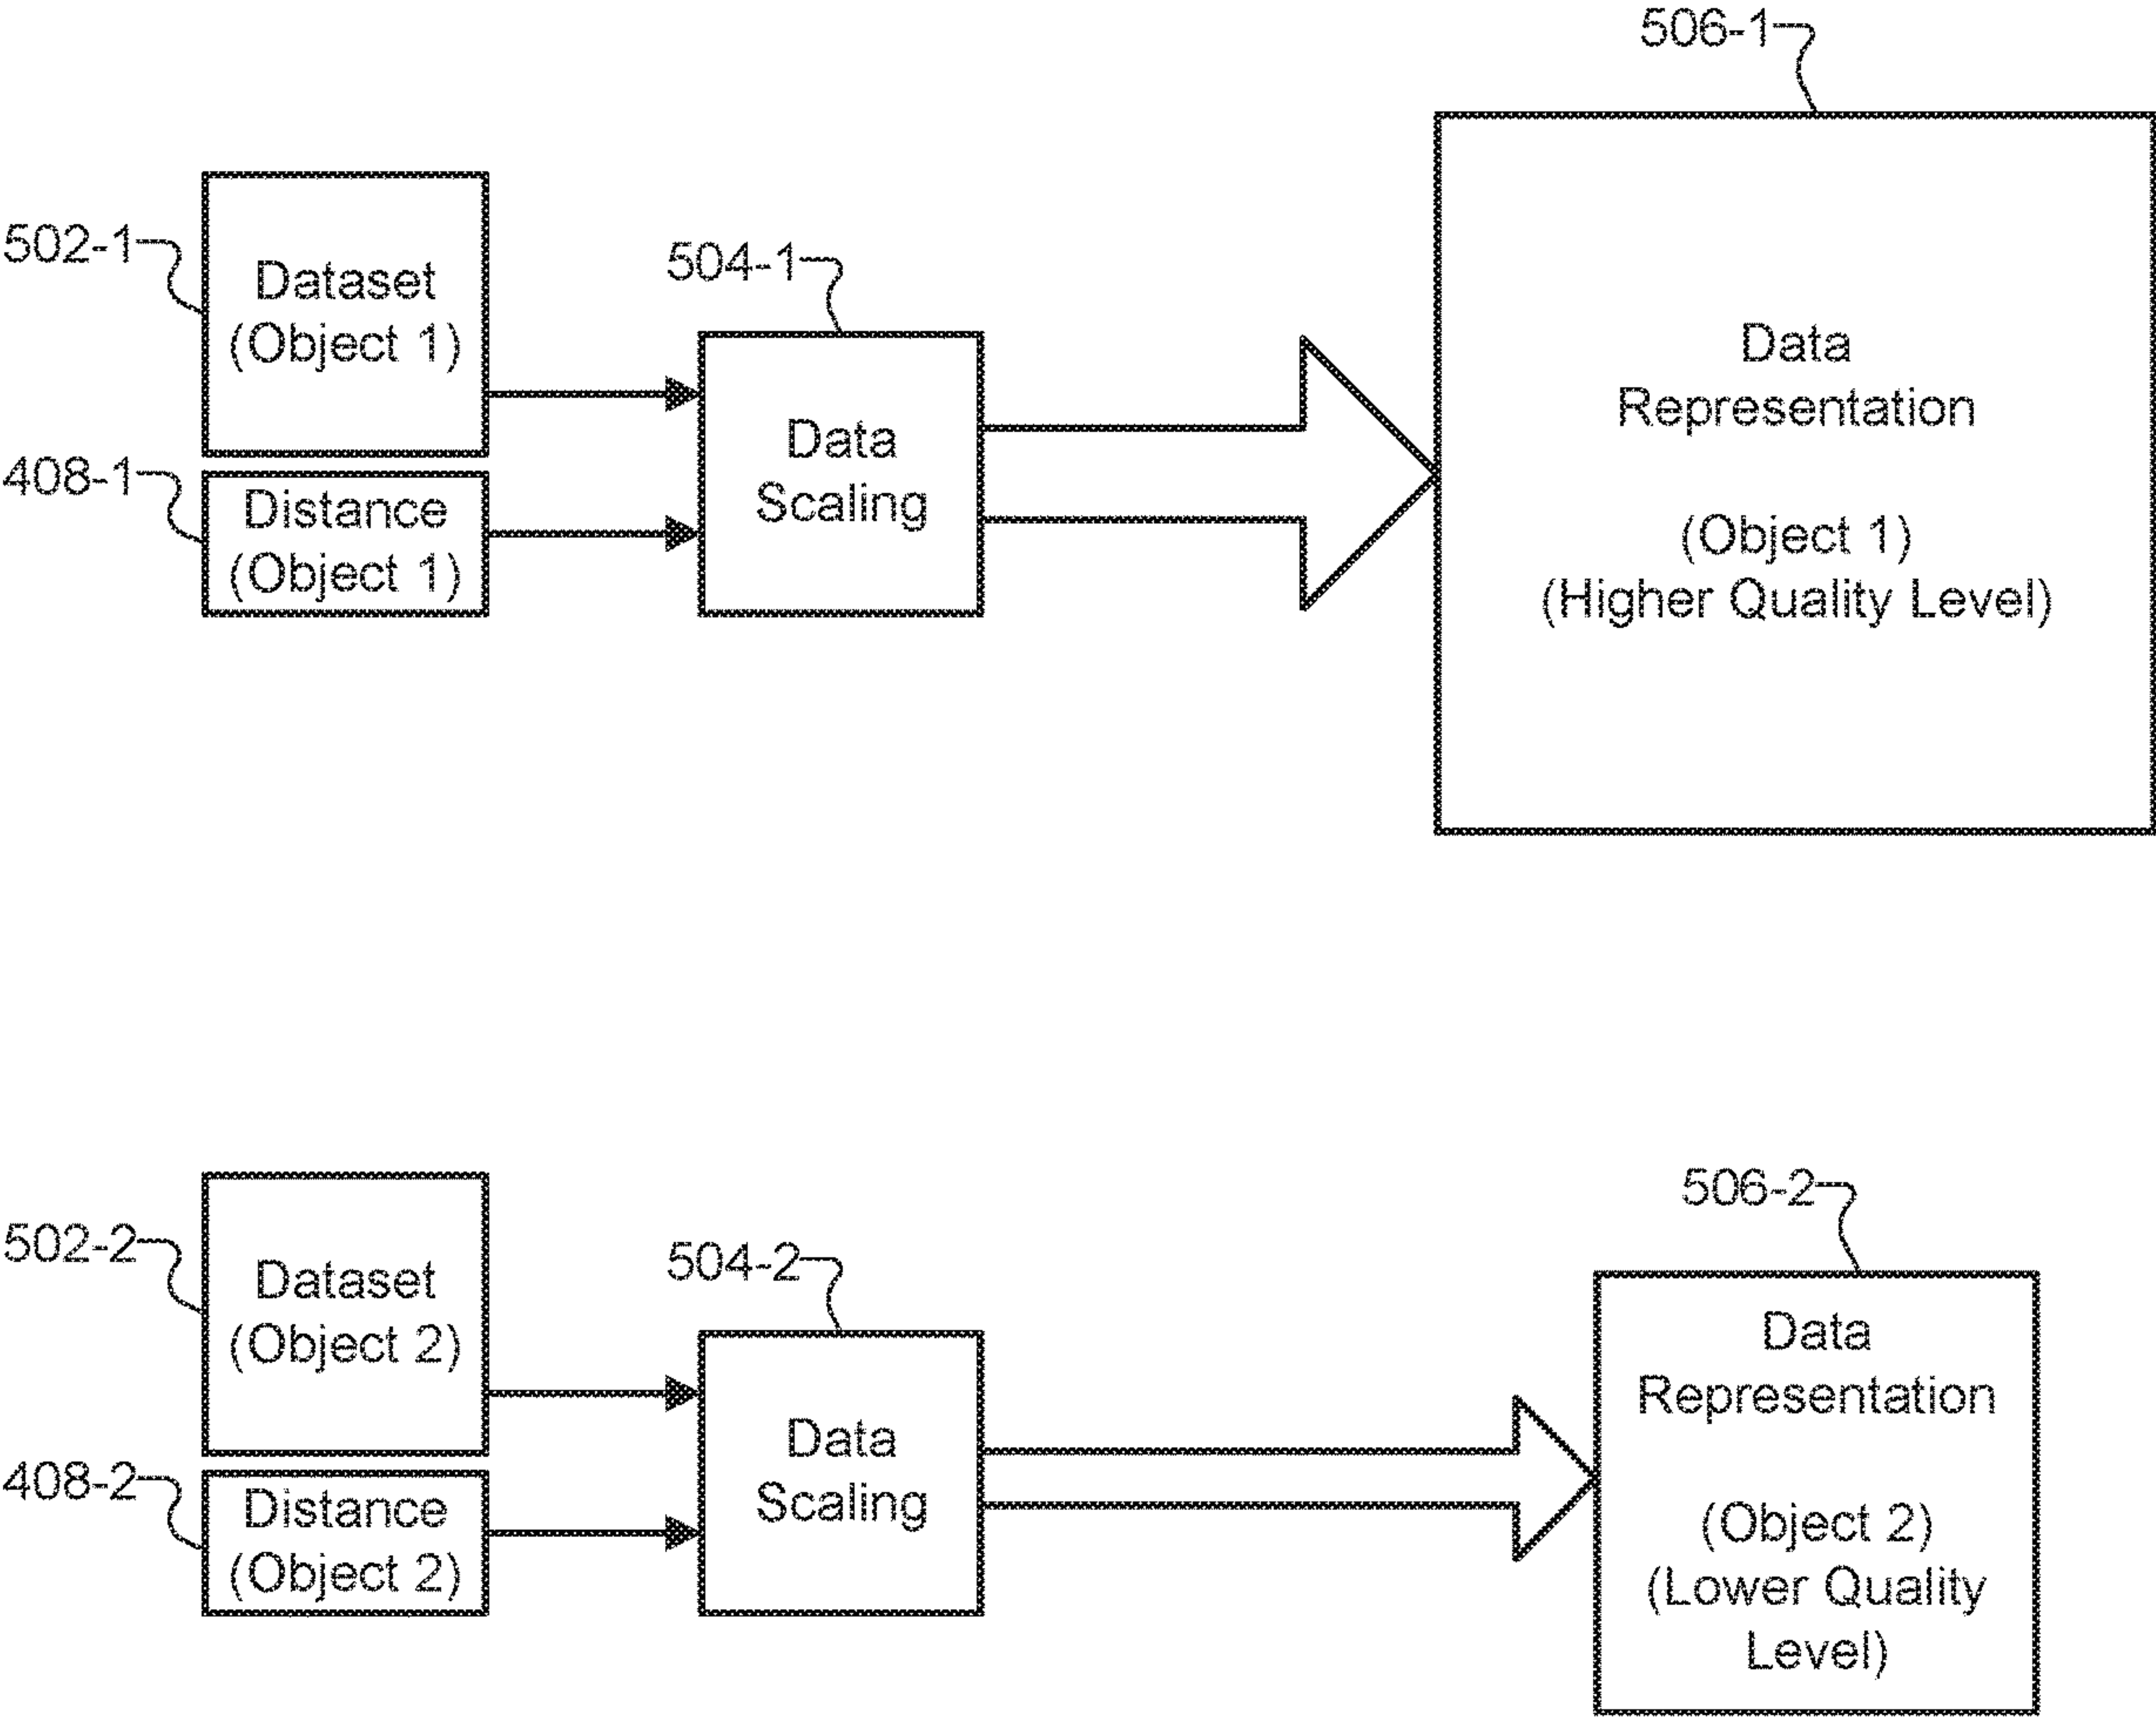 506-1
502-1
Dataset
(Object 1)
504-1
408-1
Distance
(Object 1)
Data
Scaling
Data
Representation
(Object 1)
(Higher Quality Level)
502-2
Dataset
(Object 2)
504-2
506-2
408-2
Distance
(Object 2)
Data
Scaling
Data
Representation
(Object 2)
(Lower Quality
Level)